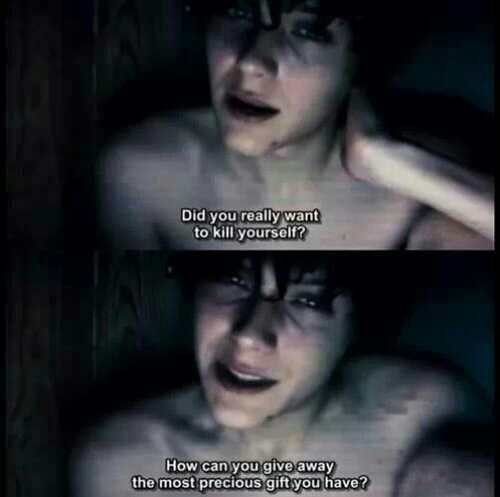 Did you really want
to kill yourself?
How can you give away
the most precious gift you have?